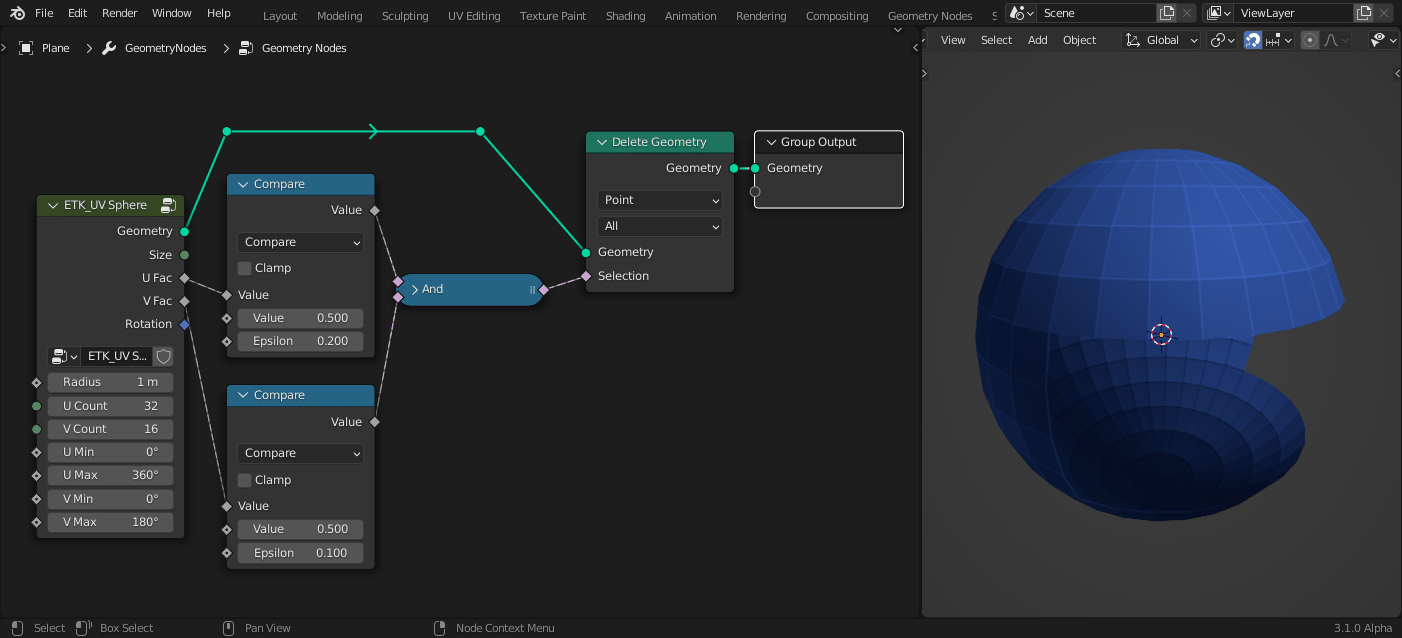 File Edit Render Window Help
Layout Modeling Sculpting UV Editing Texture Paint Shading Animation Rendering Compositing Geometry Nodes
Scene
ViewLayer
Plane GeometryNodes Geometry Nodes
View Select Add Object Global
ETK_UV Sphere
Geometry
Size
U Fac
V Fac
Rotation
ETK_UV S...
Radius 1 m
U Count 32
V Count 16
U Min 0°
U Max 360°
V Min 0°
V Max 180°
Compare
Value
Compare
Clamp
Value
Value 0.500
Epsilon 0.200
Compare
Value
Compare
Clamp
Value
Value 0.500
Epsilon 0.100
And
Delete Geometry
Geometry
Point
All
Geometry
Selection
Group Output
Geometry
Select Box Select Pan View Node Context Menu 3.1.0 Alpha